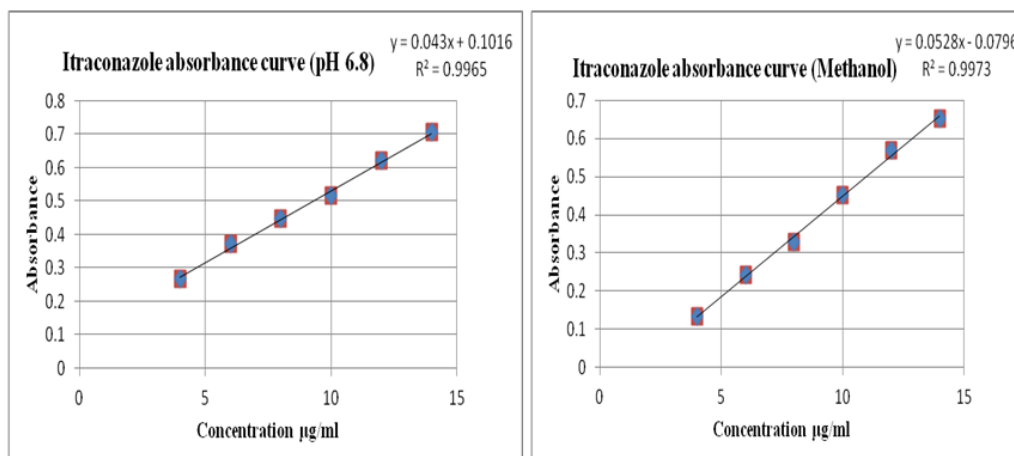 y = 0.043x + 0.1016
Itraconazole absorbance curve (pH 6.8)
R² = 0.9965
0.8
0.7
0.6
0.5
0.4
0.3
0.2
0.1
0
Absorbance
0 5 10 15
Concentration µg/ml
y = 0.0528x - 0.0796
Itraconazole absorbance curve (Methanol)
R² = 0.9973
0.7
0.6
0.5
0.4
0.3
0.2
0.1
0
Absorbance
0 5 10 15
Concentration µg/ml